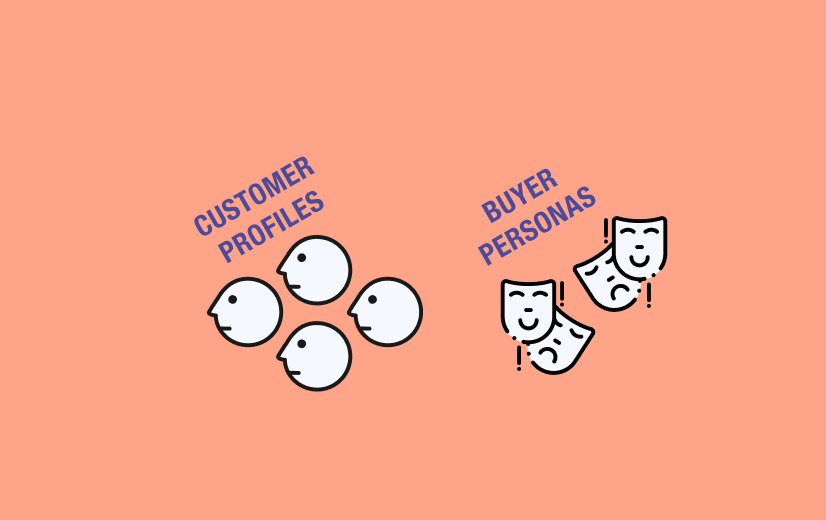 CUSTOMER
PROFILES
BUYER
PERSONAS